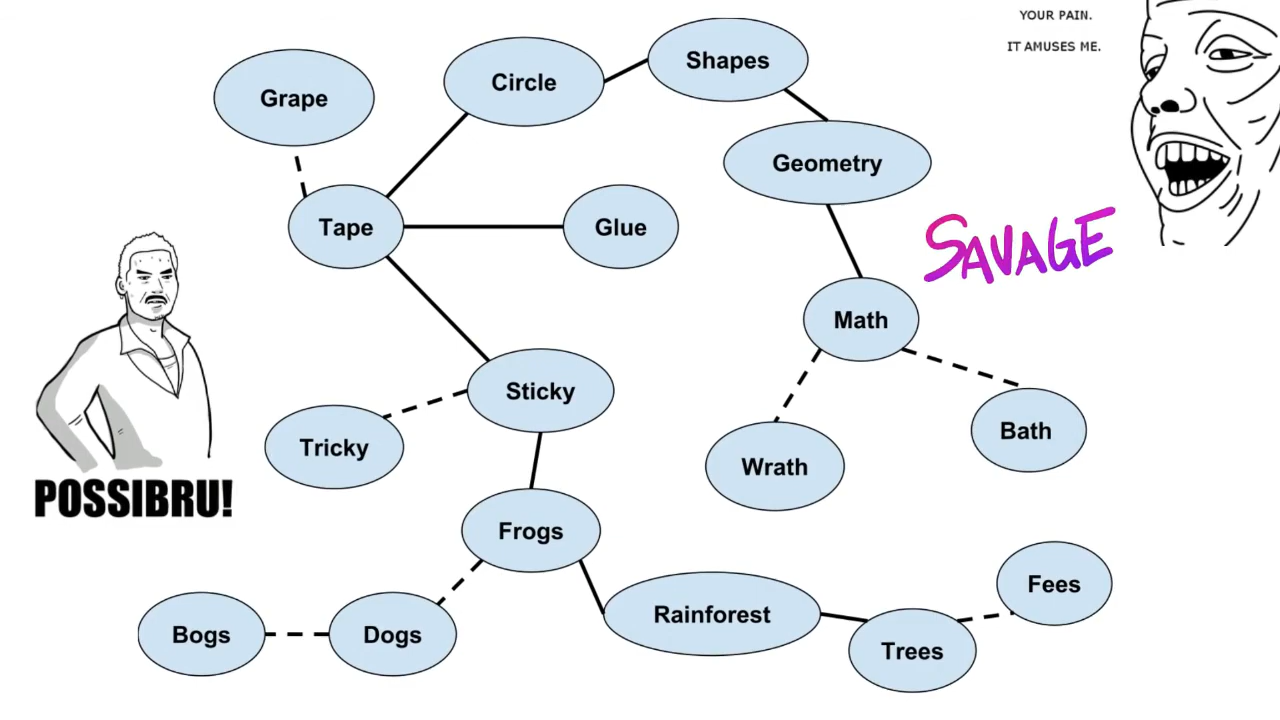 YOUR PAIN.
IT AMUSES ME.
Shapes
Circle
Grape
Geometry
Tape
Glue
SAVAGE
Math
Sticky
Tricky
Bath
Wrath
POSSIBRU!
Frogs
Fees
Rainforest
Bogs
Dogs
Trees